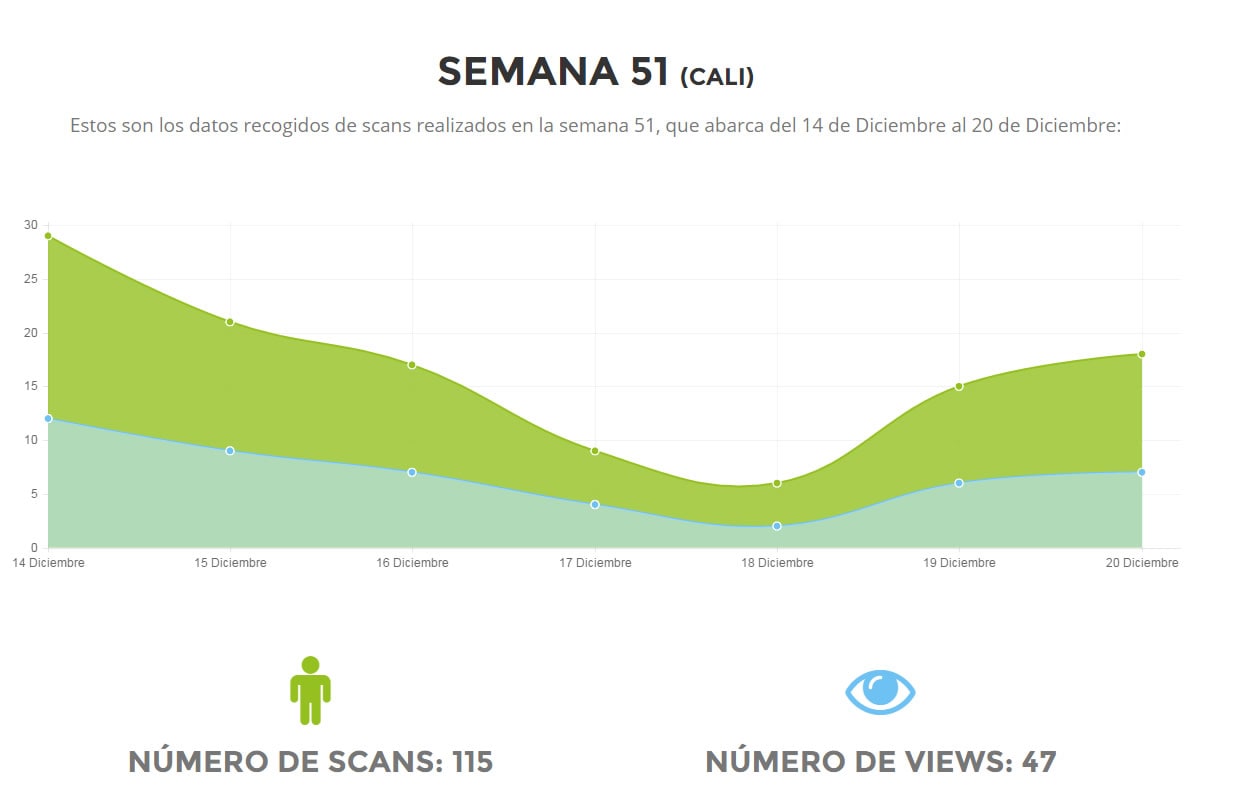 SEMANA 51 (CALI)
Estos son los datos recogidos de scans realizados en la semana 51, que abarca del 14 de Diciembre al 20 de Diciembre:
30
25
20
15
10
5
0
14 Diciembre 15 Diciembre 16 Diciembre 17 Diciembre 18 Diciembre 19 Diciembre 20 Diciembre
NÚMERO DE SCANS: 115 NÚMERO DE VIEWS: 47